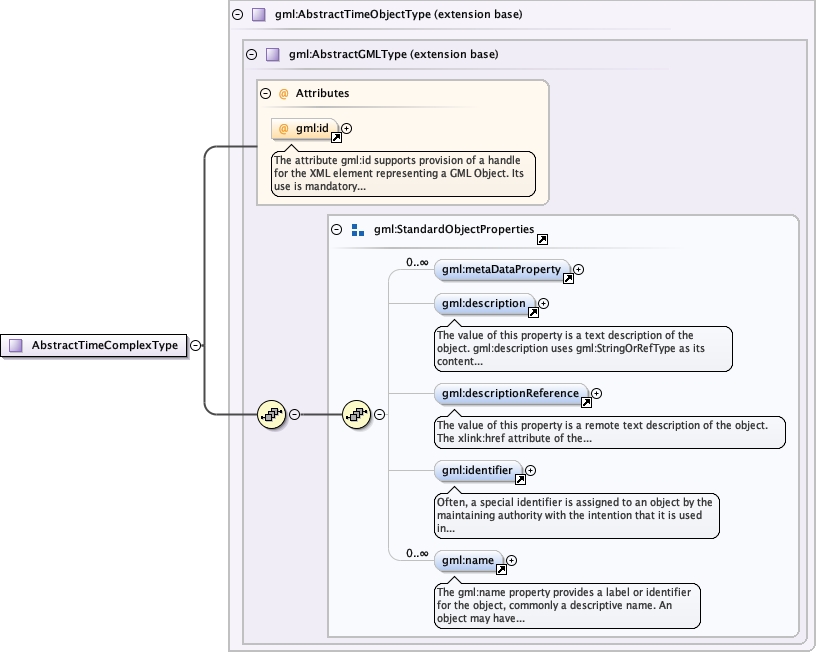 gml:AbstractTimeObjectType (extension base)
gml:AbstractGMLType (extension base)
@ Attributes
@ gml:id
The attribute gml:id supports provision of a handle
for the XML element representing a GML Object. Its
use is mandatory...
gml:StandardObjectProperties
0..∞
gml:metaDataProperty
gml:description
The value of this property is a text description of the
object. gml:description uses gml:StringOrRefType as its
content...
AbstractTimeComplexType
gml:descriptionReference
The value of this property is a remote text description of the object.
The xlink:href attribute of the...
gml:identifier
Often, a special identifier is assigned to an object by the
maintaining authority with the intention that it is used
in...
0..∞
gml:name
The gml:name property provides a label or identifier
for the object, commonly a descriptive name. An
object may have...